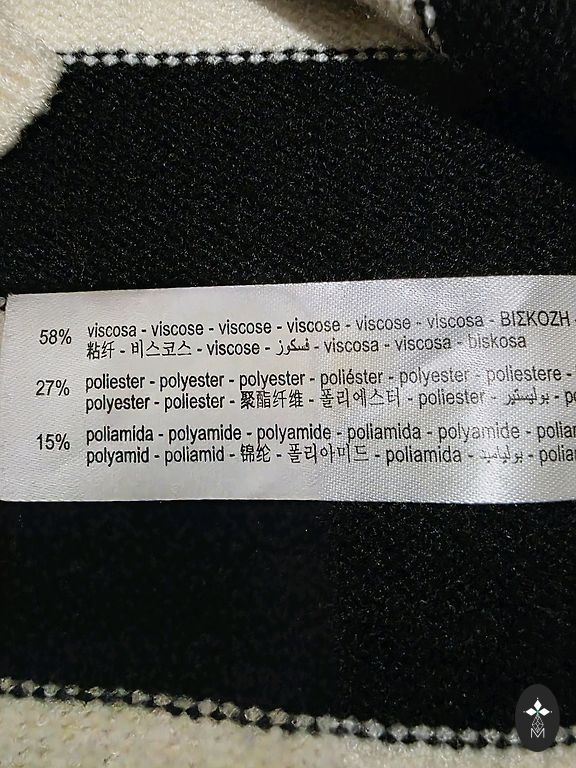 58% viscosa - viscose - viscose - viscose - viscose - viscosa - ΒΙΣΚΟΖΗ -
粘纤 - 비스코스 - viscose - فسكوز - viscosa - viscosa - biskosa
27% poliester - polyester - polyester - poliéster - polyester - poliestere -
polyester - poliester - 聚酯纤维 - 폴리에스터 - poliester - بوليستير -
15% poliamida - polyamide - polyamide - poliamida - polyamide -
polyamid - poliamid - 锦纶 - 폴리아미드 - poliamida - بولياميد -
M